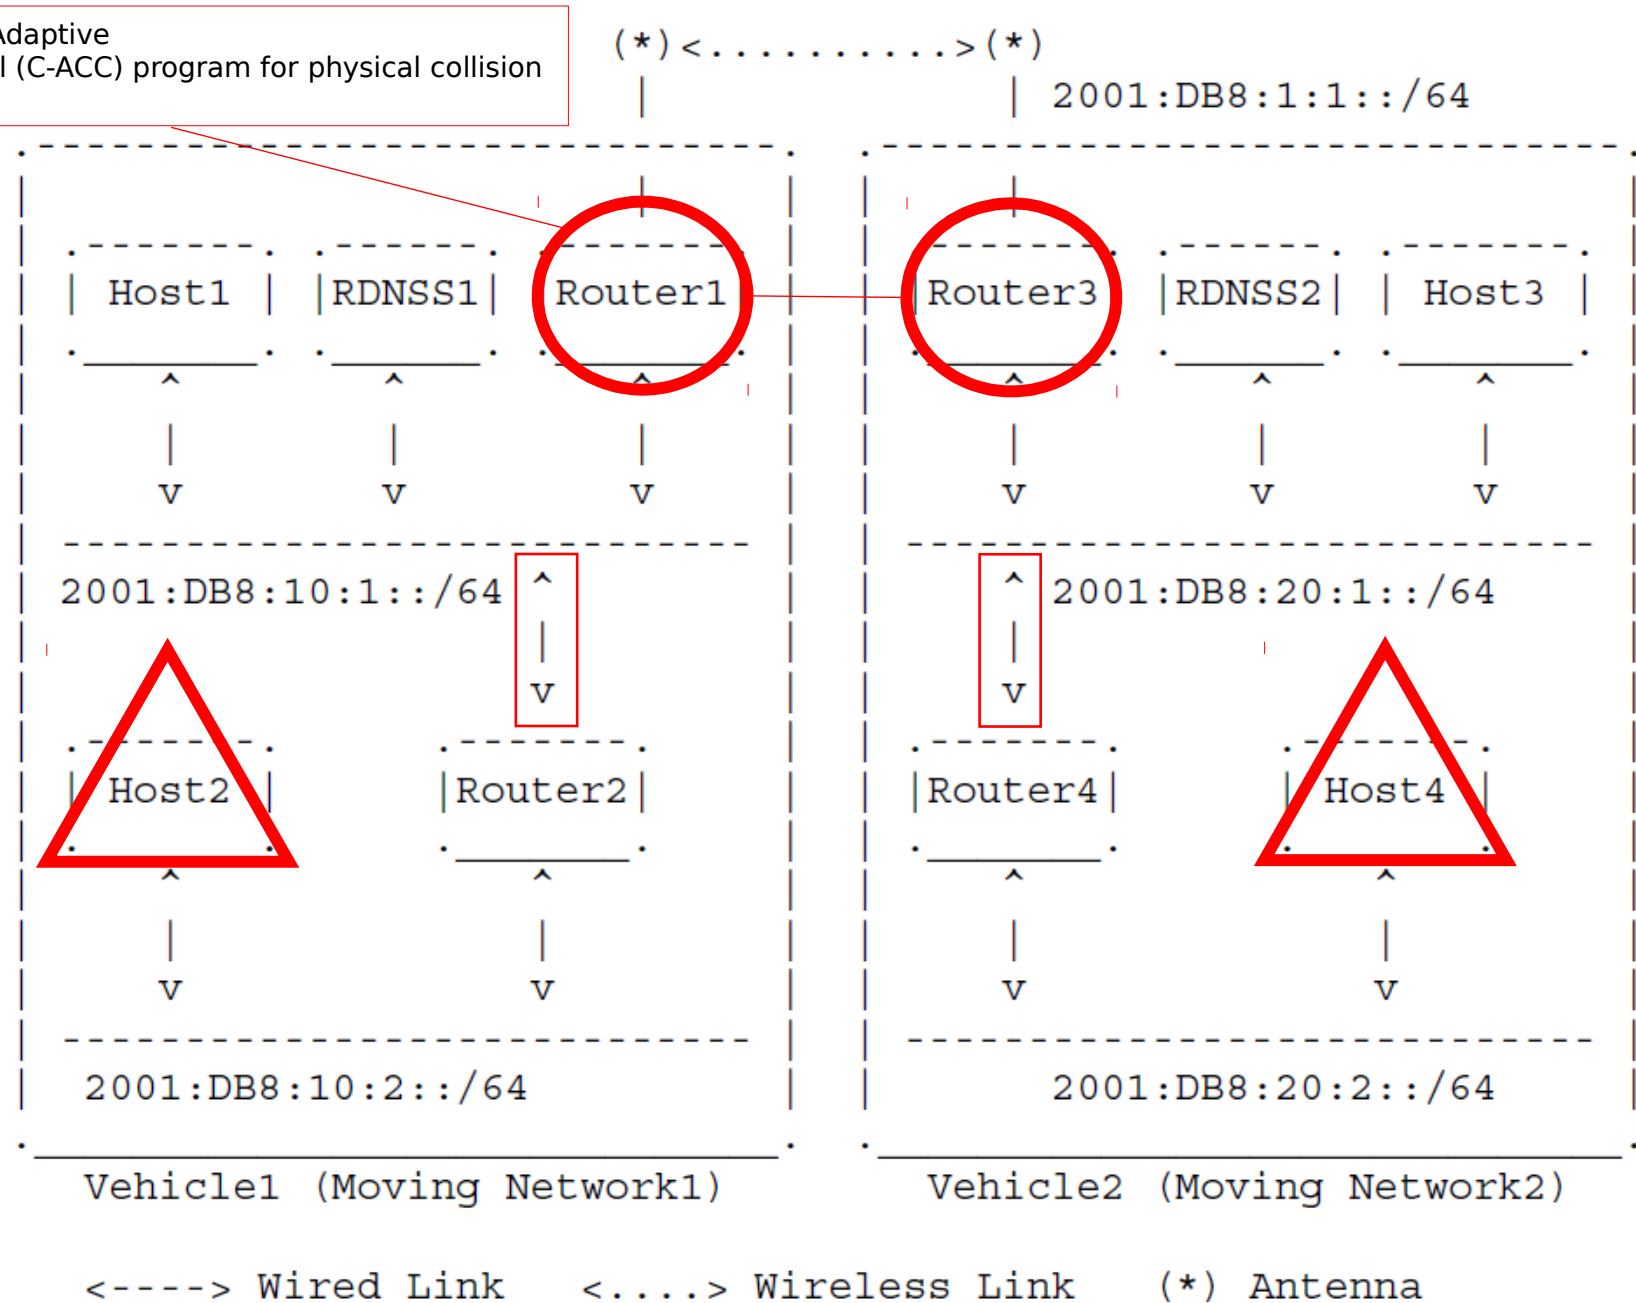 Adaptive
l (C-ACC) program for physical collision
(*)<..........>(*)
2001:DB8:1:1::/64
Host1 RDNSS1 Router1 Router3 RDNSS2 Host3
2001:DB8:10:1::/64 2001:DB8:20:1::/64
Host2 Router2 Router4 Host4
2001:DB8:10:2::/64 2001:DB8:20:2::/64
Vehicle1 (Moving Network1) Vehicle2 (Moving Network2)
<----> Wired Link <....> Wireless Link (*) Antenna